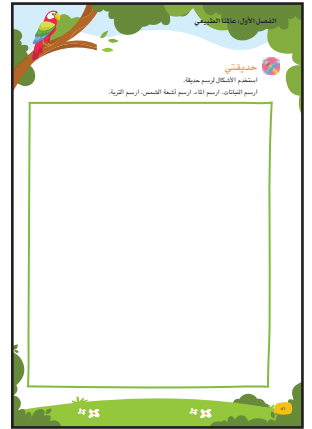 الفصل الأول: عالمنا الطبيعي
حديقتي
استخدم الأشكال لرسم حديقة.
ارسم النباتات. ارسم الماء. ارسم أشعة الشمس. ارسم التربة.